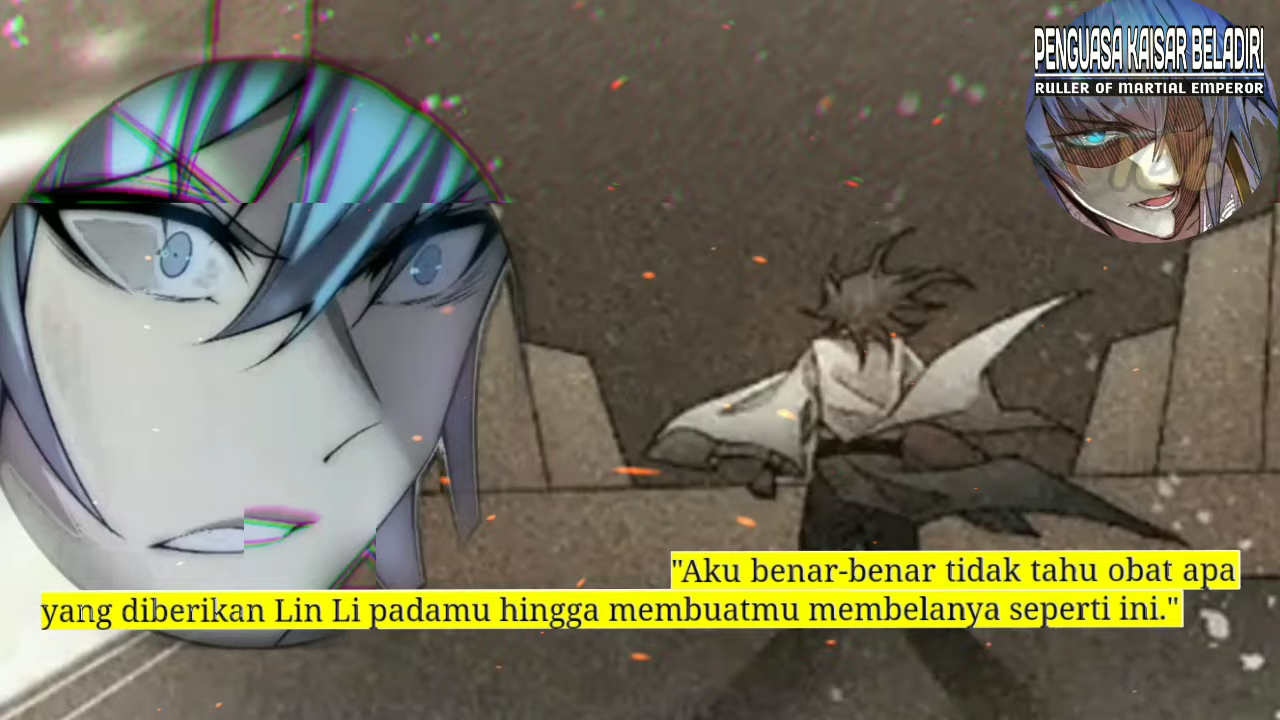 PENGUASA KAISAR BELADIRI
RULLER OF MARTIAL EMPEROR
"Aku benar-benar tidak tahu obat apa
yang diberikan Lin Li padamu hingga membuatmu membelanya seperti ini."